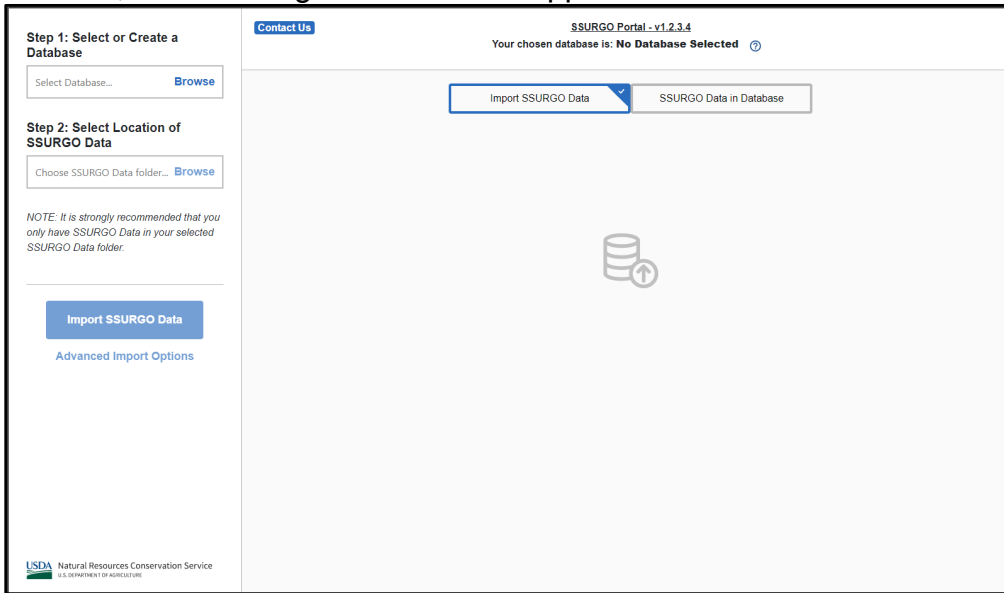 Step 1: Select or Create a
Database
Select Database... Browse
Step 2: Select Location of
SSURGO Data
Choose SSURGO Data folder... Browse
NOTE: It is strongly recommended that you
only have SSURGO Data in your selected
SSURGO Data folder.
Import SSURGO Data
Advanced Import Options
USDA Natural Resources Conservation Service
U.S. DEPARTMENT OF AGRICULTURE
Contact Us
SSURGO Portal - v1.2.3.4
Your chosen database is: No Database Selected ?
Import SSURGO Data
SSURGO Data in Database